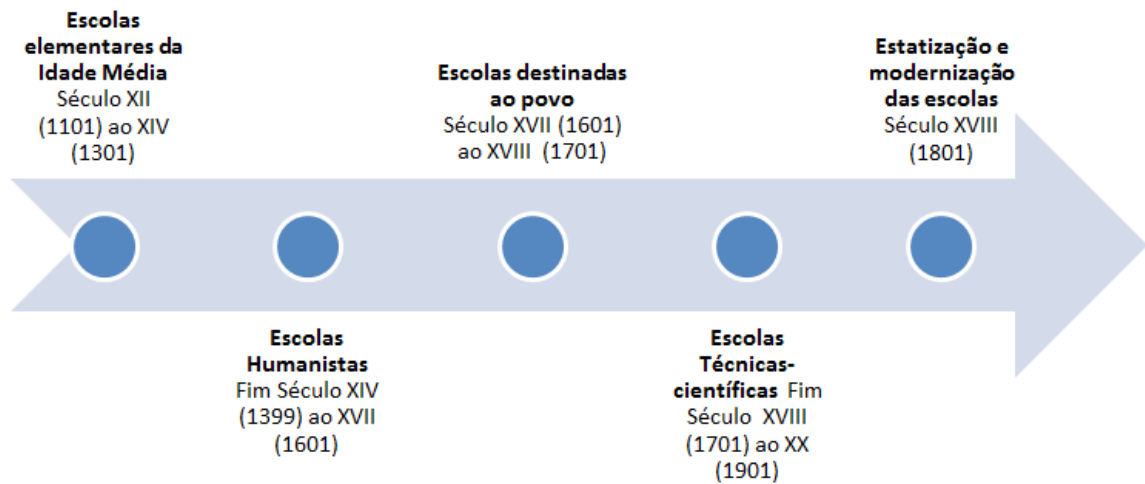 Escolas
elementares da
Idade Média
Século XII
(1101) ao XIV
(1301)
Escolas
Humanistas
Fim Século XIV
(1399) ao XVII
(1601)
Escolas destinadas
ao povo
Século XVII (1601)
ao XVIII (1701)
Escolas
Técnicas-
científicas Fim
Século XVIII
(1701) ao XX
(1901)
Estatização e
modernização
das escolas
Século XVIII
(1801)